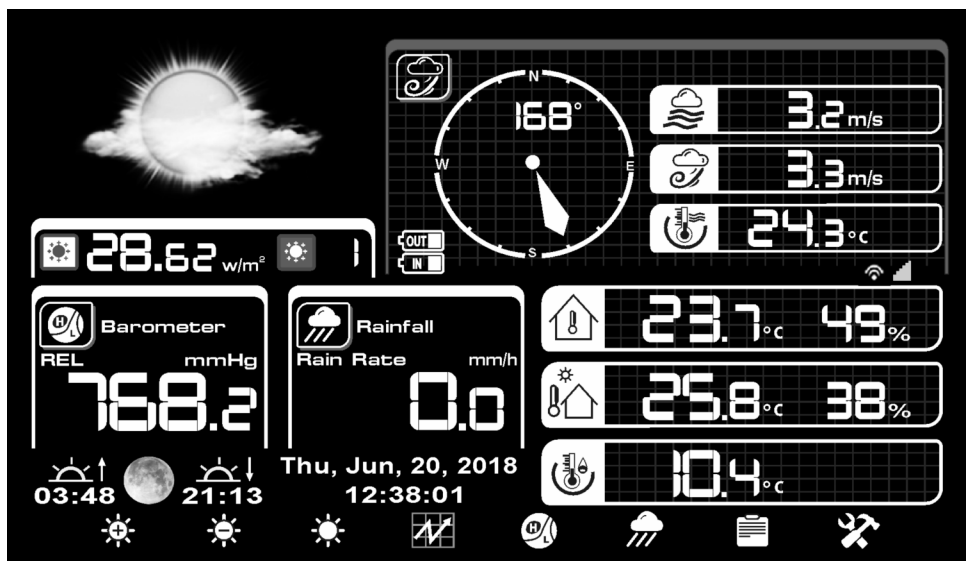 N
168°
W
E
S
3.2 m/s
3.3 m/s
24.3 °c
OUT
IN
28.62 w/m²
1
H
L
Barometer
REL
mmHg
768.2
Rainfall
Rain Rate
mm/h
0.0
23.7 °c
49%
25.8 °c
38%
10.4 °c
03:48
21:13
Thu, Jun, 20, 2018
12:38:01
H
L